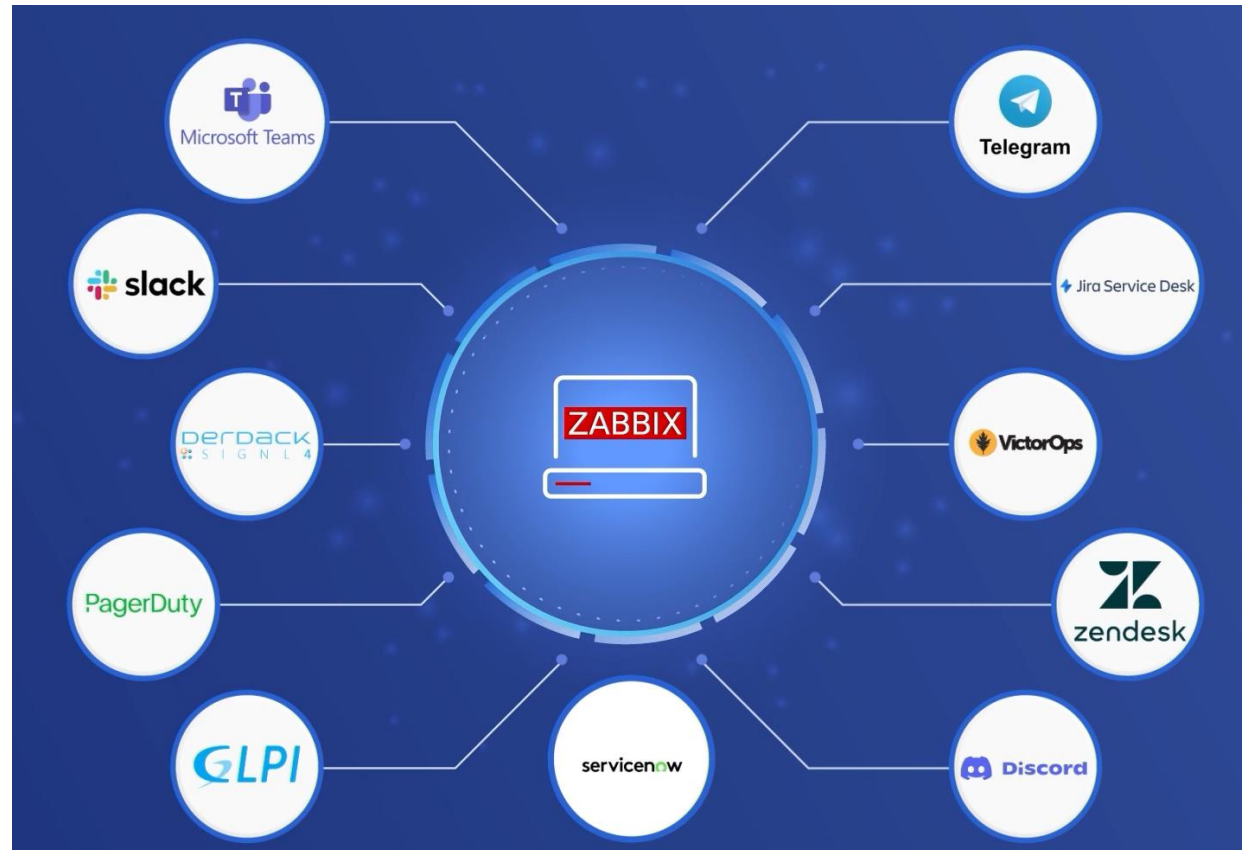 Microsoft Teams
Telegram
slack
Jira Service Desk
ZABBIX
DERDACK
SIGNL4
VictorOps
PagerDuty
zendesk
GLPI
servicenow
Discord